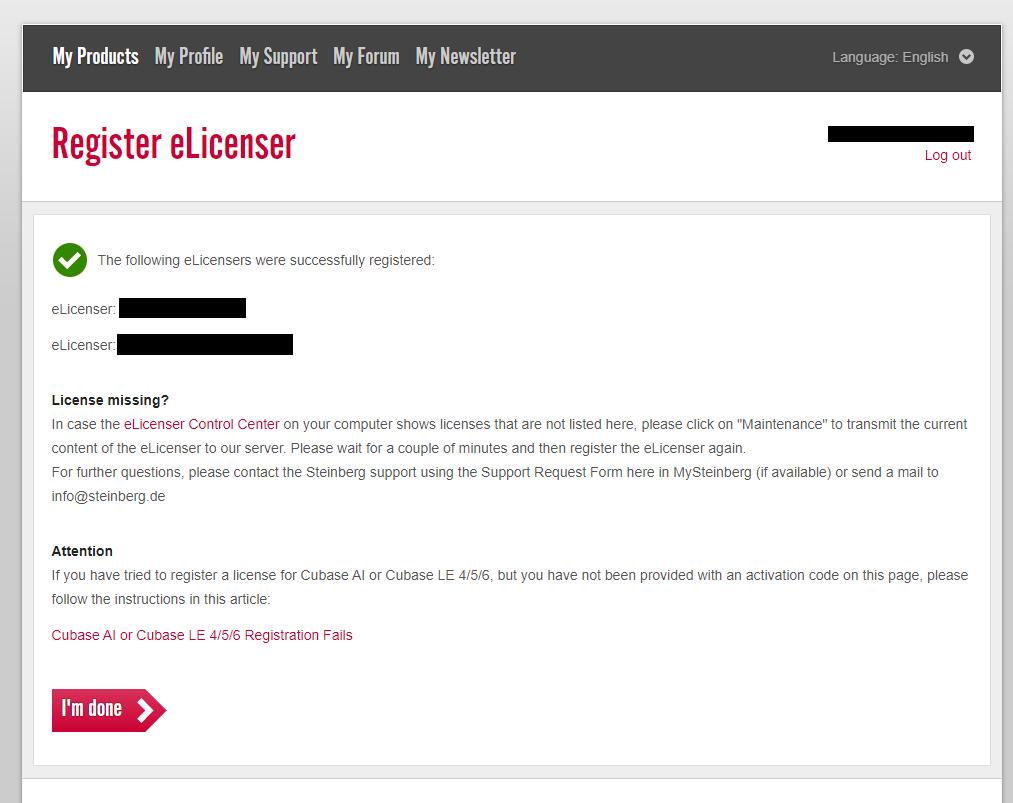 My Products My Profile My Support My Forum My Newsletter Language: English
Register eLicenser
Log out
The following eLicensers were successfully registered:
eLicenser:
eLicenser:
License missing?
In case the eLicenser Control Center on your computer shows licenses that are not listed here, please click on "Maintenance" to transmit the current
content of the eLicenser to our server. Please wait for a couple of minutes and then register the eLicenser again.
For further questions, please contact the Steinberg support using the Support Request Form here in MySteinberg (if available) or send a mail to
info@steinberg.de
Attention
If you have tried to register a license for Cubase AI or Cubase LE 4/5/6, but you have not been provided with an activation code on this page, please
follow the instructions in this article:
Cubase AI or Cubase LE 4/5/6 Registration Fails
I'm done